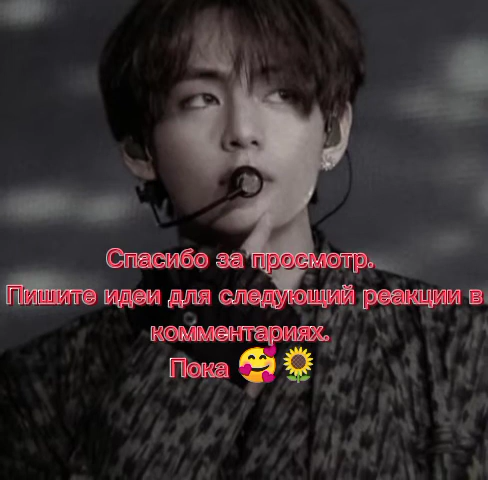 Спасибо за просмотр.
Пишите идеи для следующий реакции в
комментариях.
Пока 🥰🌻